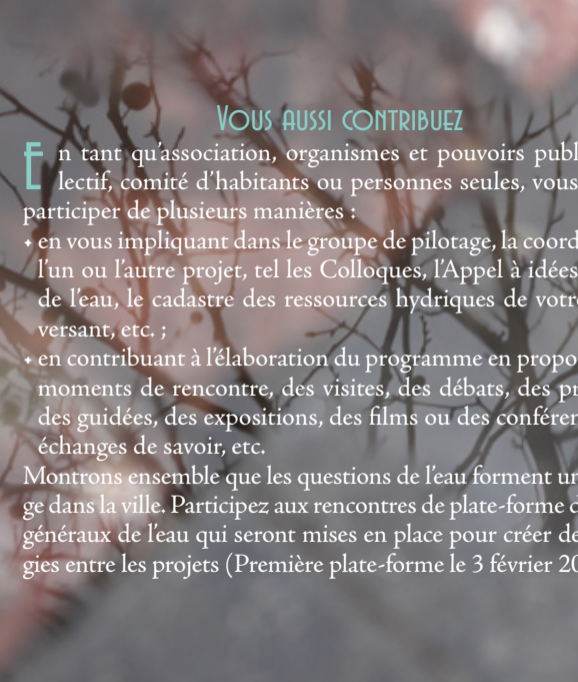 Vous aussi contribuez
En tant qu'association, organismes et pouvoirs publ
lectif, comité d'habitants ou personnes seules, vous
participer de plusieurs manières :
en vous impliquant dans le groupe de pilotage, la coord
l'un ou l'autre projet, tel les Colloques, l'Appel à idées
de l'eau, le cadastre des ressources hydriques de votre
versant, etc. ;
en contribuant à l'élaboration du programme en propo
moments de rencontre, des visites, des débats, des pr
des guidées, des expositions, des films ou des conféren
échanges de savoir, etc.
Montrons ensemble que les questions de l'eau forment un
ge dans la ville. Participez aux rencontres de plate-forme d
généraux de l'eau qui seront mises en place pour créer de
gies entre les projets (Première plate-forme le 3 février 20